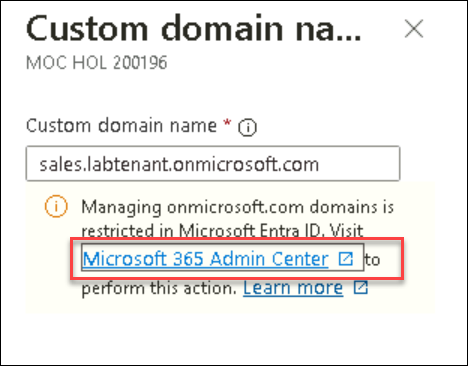 Custom domain na...
MOC HOL 200196
Custom domain name *
sales.labtenant.onmicrosoft.com
Managing onmicrosoft.com domains is
restricted in Microsoft Entra ID. Visit
Microsoft 365 Admin Center to
perform this action. Learn more